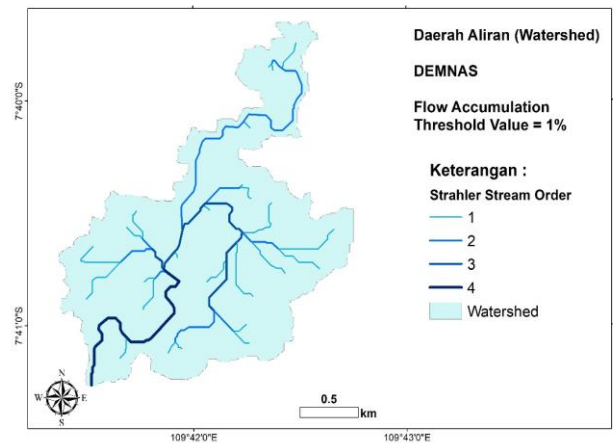 7°40'0"S
7°41'0"S
109°42'0"E
109°43'0"E
N
W
E
S
0.5
km
Daerah Aliran (Watershed)
DEMNAS
Flow Accumulation
Threshold Value = 1%
Keterangan :
Strahler Stream Order
1
2
3
4
Watershed